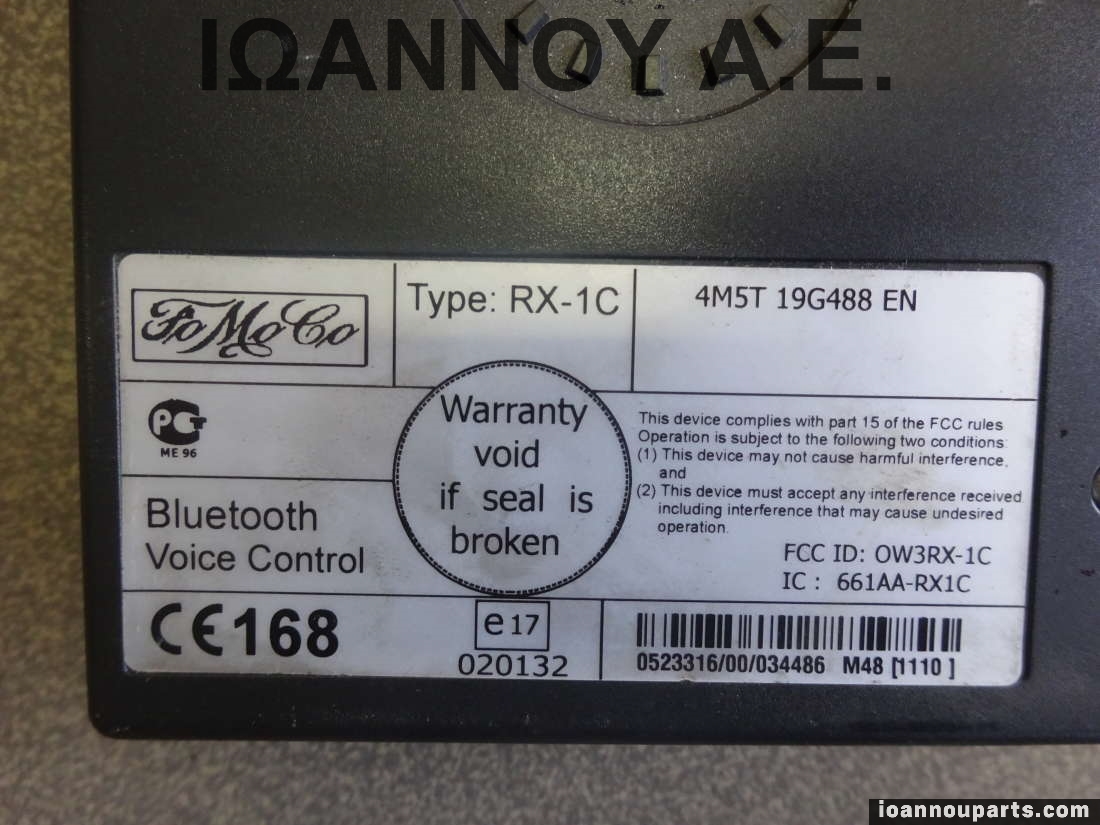 ΙΩΑΝΝΟΥ Α.Ε.
FoMoCo
Type: RX-1C
4M5T 19G488 EN
PG
ME 96
Bluetooth
Voice Control
Warranty
void
if seal is
broken
This device complies with part 15 of the FCC rules
Operation is subject to the following two conditions:
(1) This device may not cause harmful interference,
and
(2) This device must accept any interference received
including interference that may cause undesired
operation.
FCC ID: OW3RX-1C
IC : 661AA-RX1C
CE168
e17
020132
0523316/00/034486 M48 [1110 ]
ioannouparts.com